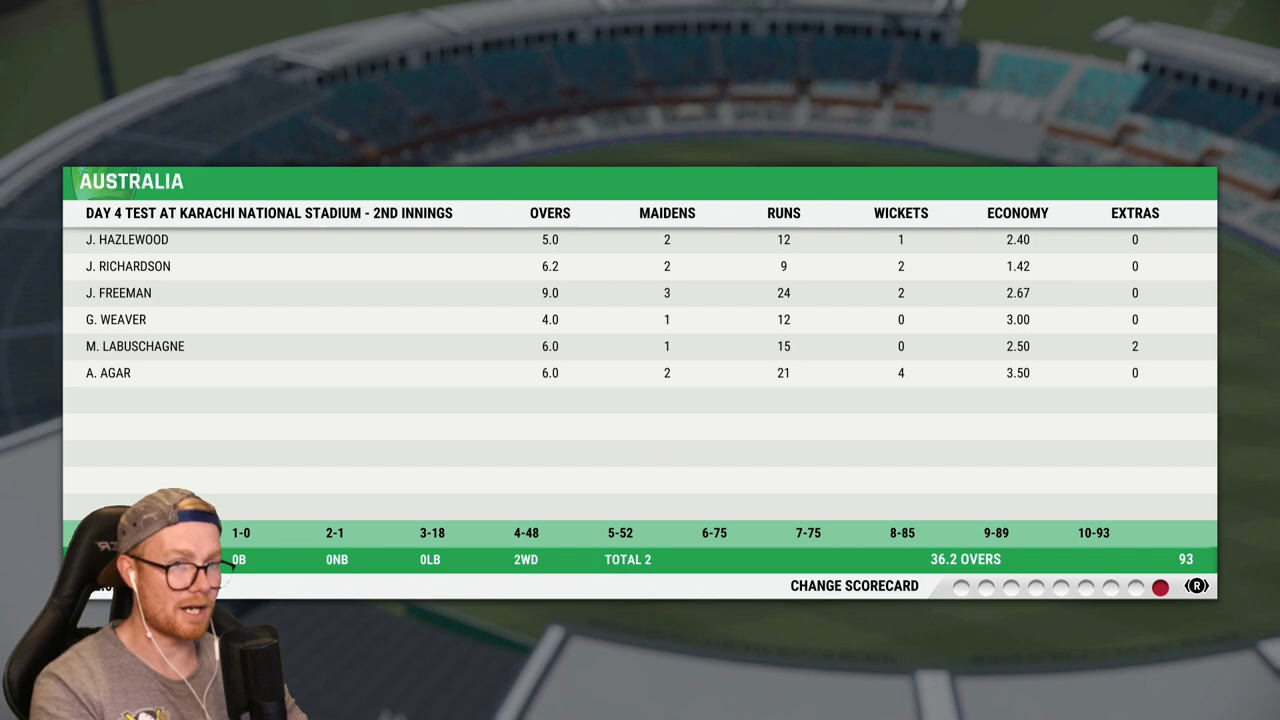 AUSTRALIA
DAY 4 TEST AT KARACHI NATIONAL STADIUM - 2ND INNINGS OVERS MAIDENS RUNS WICKETS ECONOMY EXTRAS
J. HAZLEWOOD 5.0 2 12 1 2.40 0
J. RICHARDSON 6.2 2 9 2 1.42 0
J. FREEMAN 9.0 3 24 2 2.67 0
G. WEAVER 4.0 1 12 0 3.00 0
M. LABUSCHAGNE 6.0 1 15 0 2.50 2
A. AGAR 6.0 2 21 4 3.50 0
1-0 2-1 3-18 4-48 5-52 6-75 7-75 8-85 9-89 10-93
0B 0NB 0LB 2WD TOTAL 2 36.2 OVERS 93
CHANGE SCORECARD R